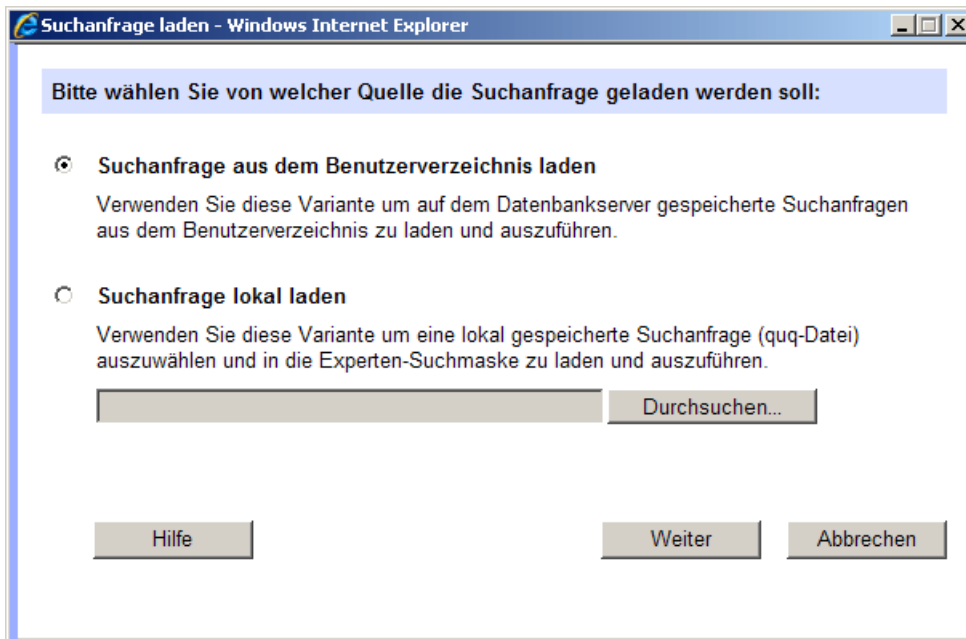 Suchanfrage laden - Windows Internet Explorer
Bitte wählen Sie von welcher Quelle die Suchanfrage geladen werden soll:
Suchanfrage aus dem Benutzerverzeichnis laden
Verwenden Sie diese Variante um auf dem Datenbankserver gespeicherte Suchanfragen
aus dem Benutzerverzeichnis zu laden und auszuführen.
Suchanfrage lokal laden
Verwenden Sie diese Variante um eine lokal gespeicherte Suchanfrage (quq-Datei)
auszuwählen und in die Experten-Suchmaske zu laden und auszuführen.
Durchsuchen...
Hilfe Weiter Abbrechen